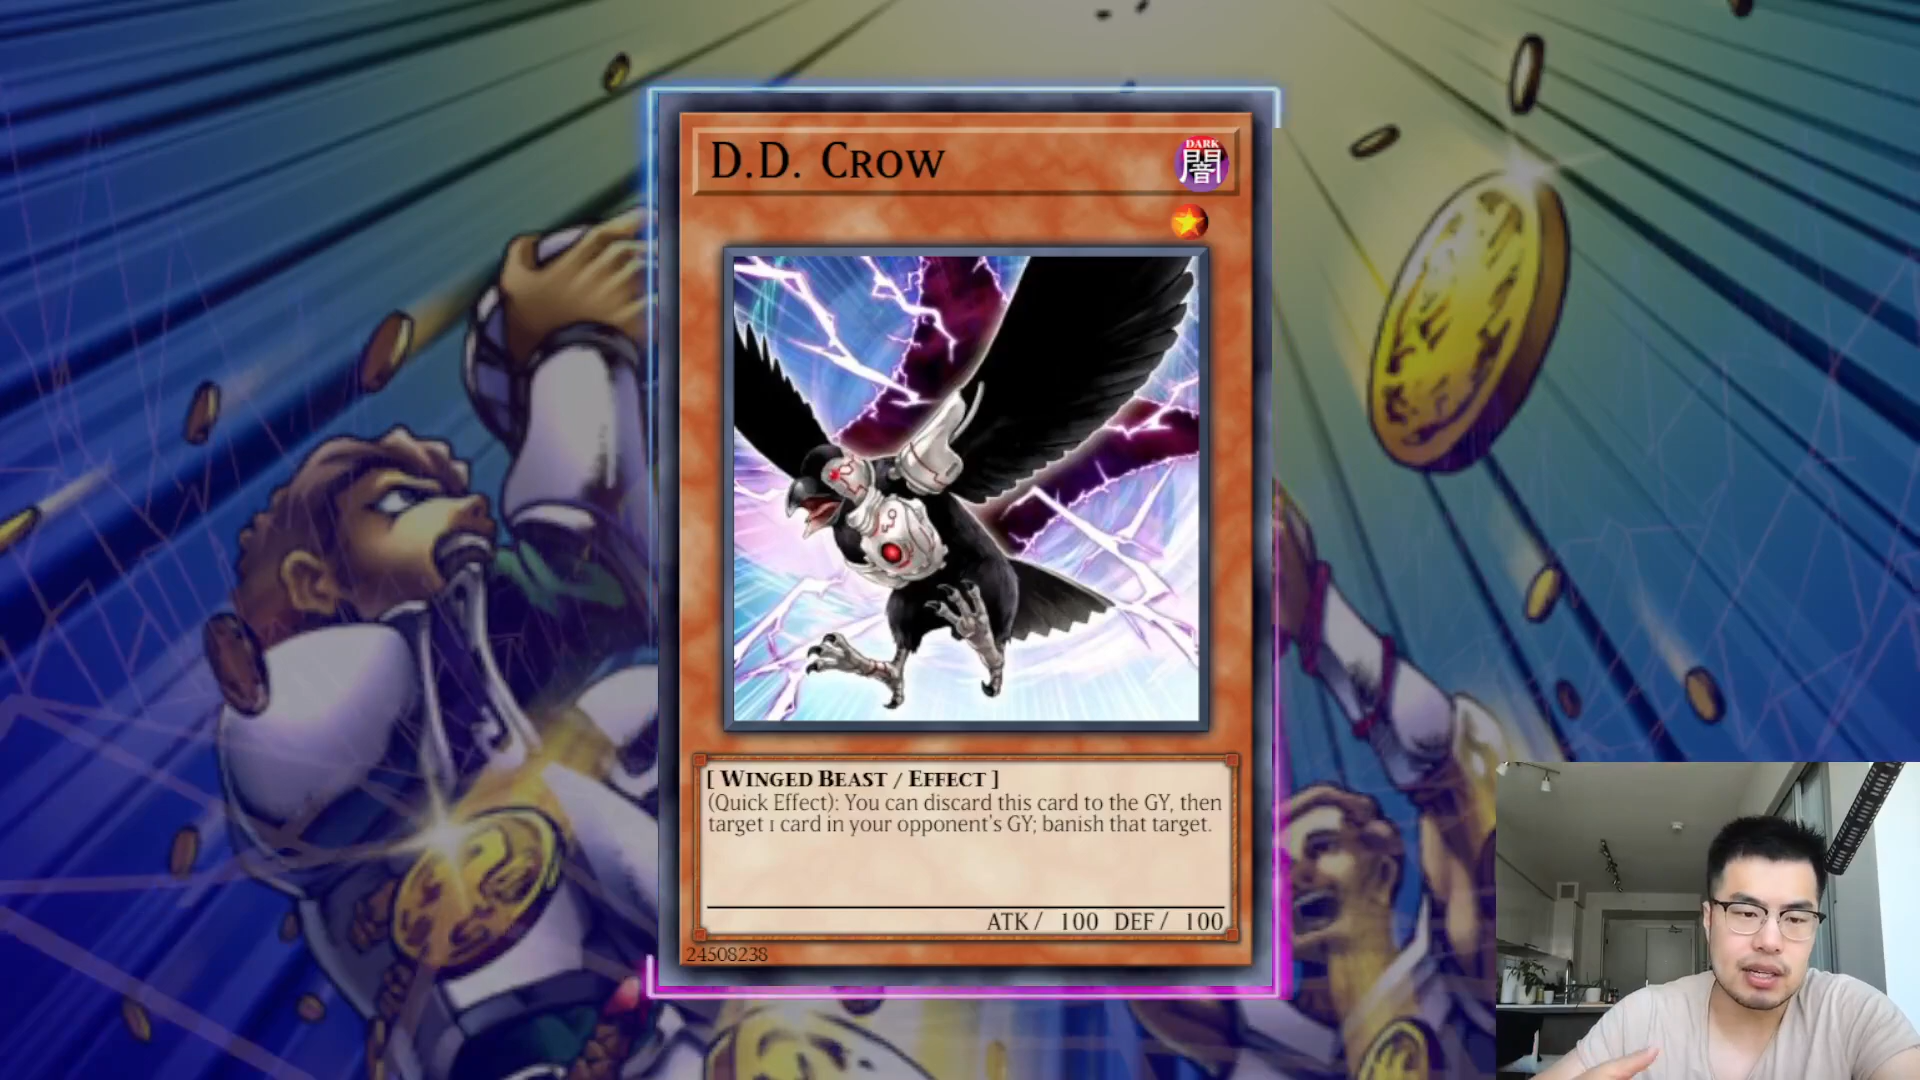 D.D. Crow
DARK
闇
[ Winged Beast / Effect ]
(Quick Effect): You can discard this card to the GY, then
target 1 card in your opponent's GY; banish that target.
ATK / 100 DEF / 100
24508238